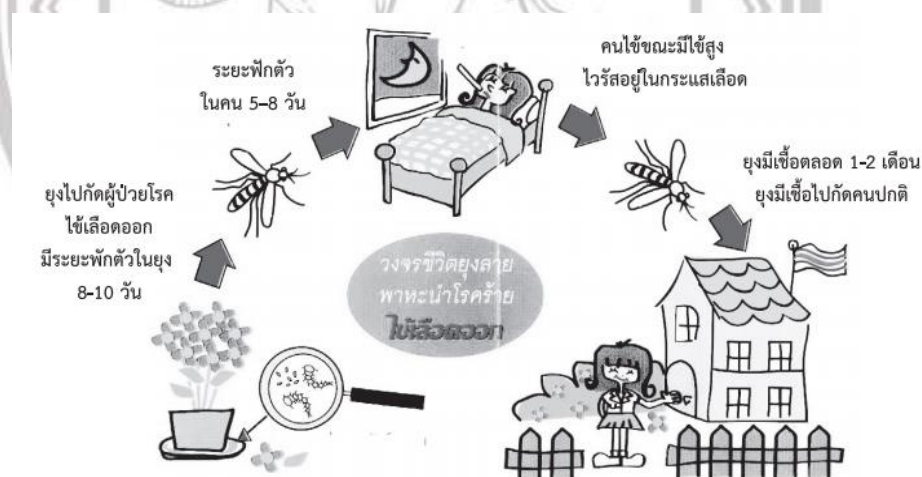 ระยะฟักตัว
ในคน 5-8 วัน
คนไข้ขณะมีไข้สูง
ไวรัสอยู่ในกระแสเลือด
ยุงมีเชื้อตลอด 1-2 เดือน
ยุงมีเชื้อไปกัดคนปกติ
ยุงไปกัดผู้ป่วยโรค
ไข้เลือดออก
มีระยะพักตัวในยุง
8-10 วัน
วงจรชีวิตยุงลาย
พาหะนำโรคร้าย
ไข้เลือดออก